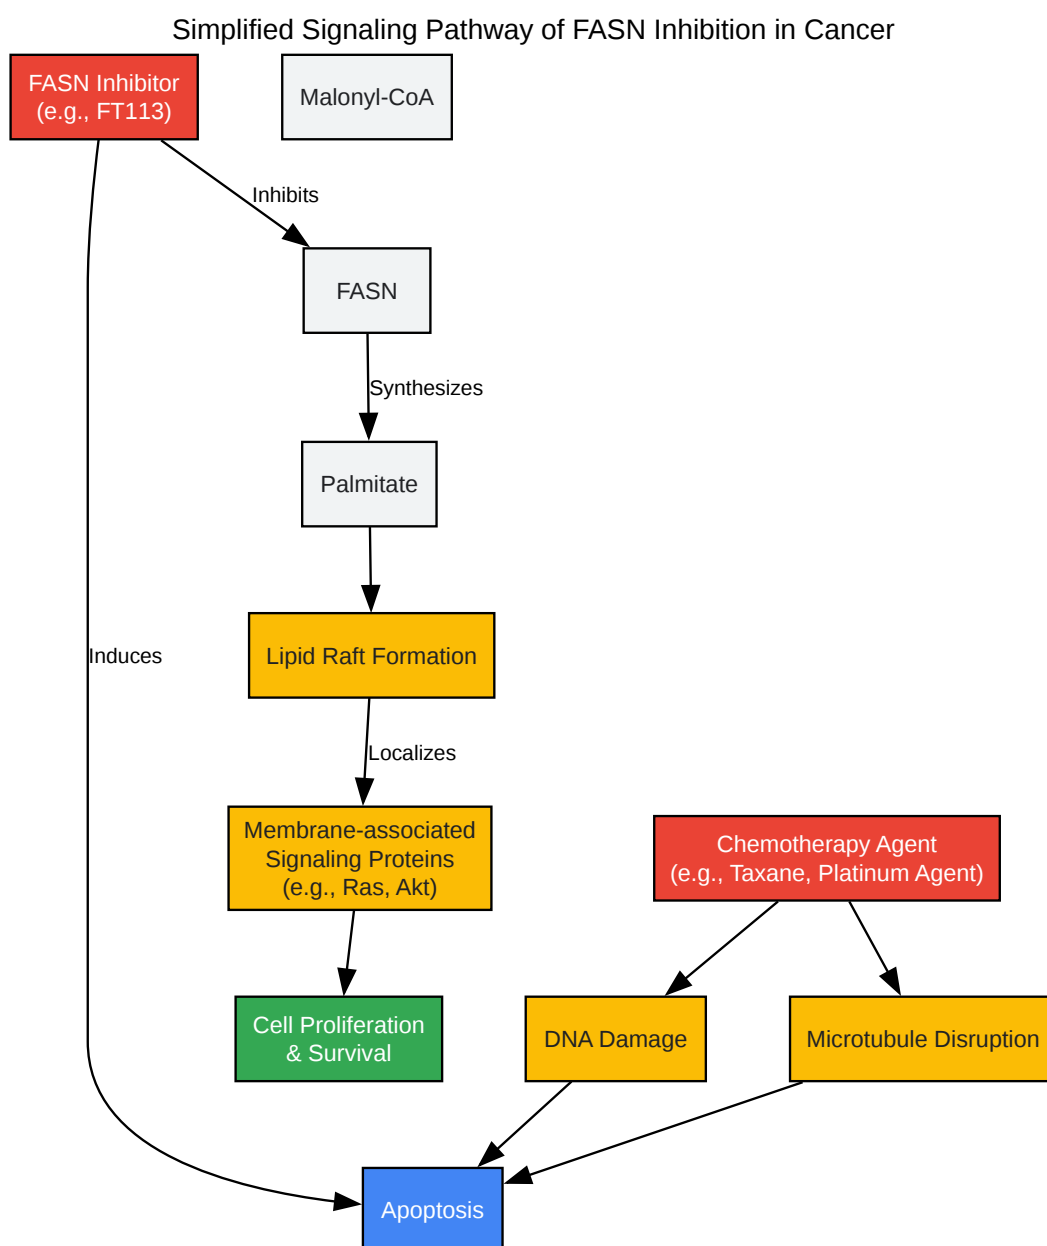 Simplified Signaling Pathway of FASN Inhibition in Cancer
FASN Inhibitor
(e.g., FT113)
Malonyl-CoA
Inhibits
FASN
Synthesizes
Palmitate
Lipid Raft Formation
Induces
Localizes
Membrane-associated
Signaling Proteins
(e.g., Ras, Akt)
Chemotherapy Agent
(e.g., Taxane, Platinum Agent)
Cell Proliferation
& Survival
DNA Damage
Microtubule Disruption
Apoptosis